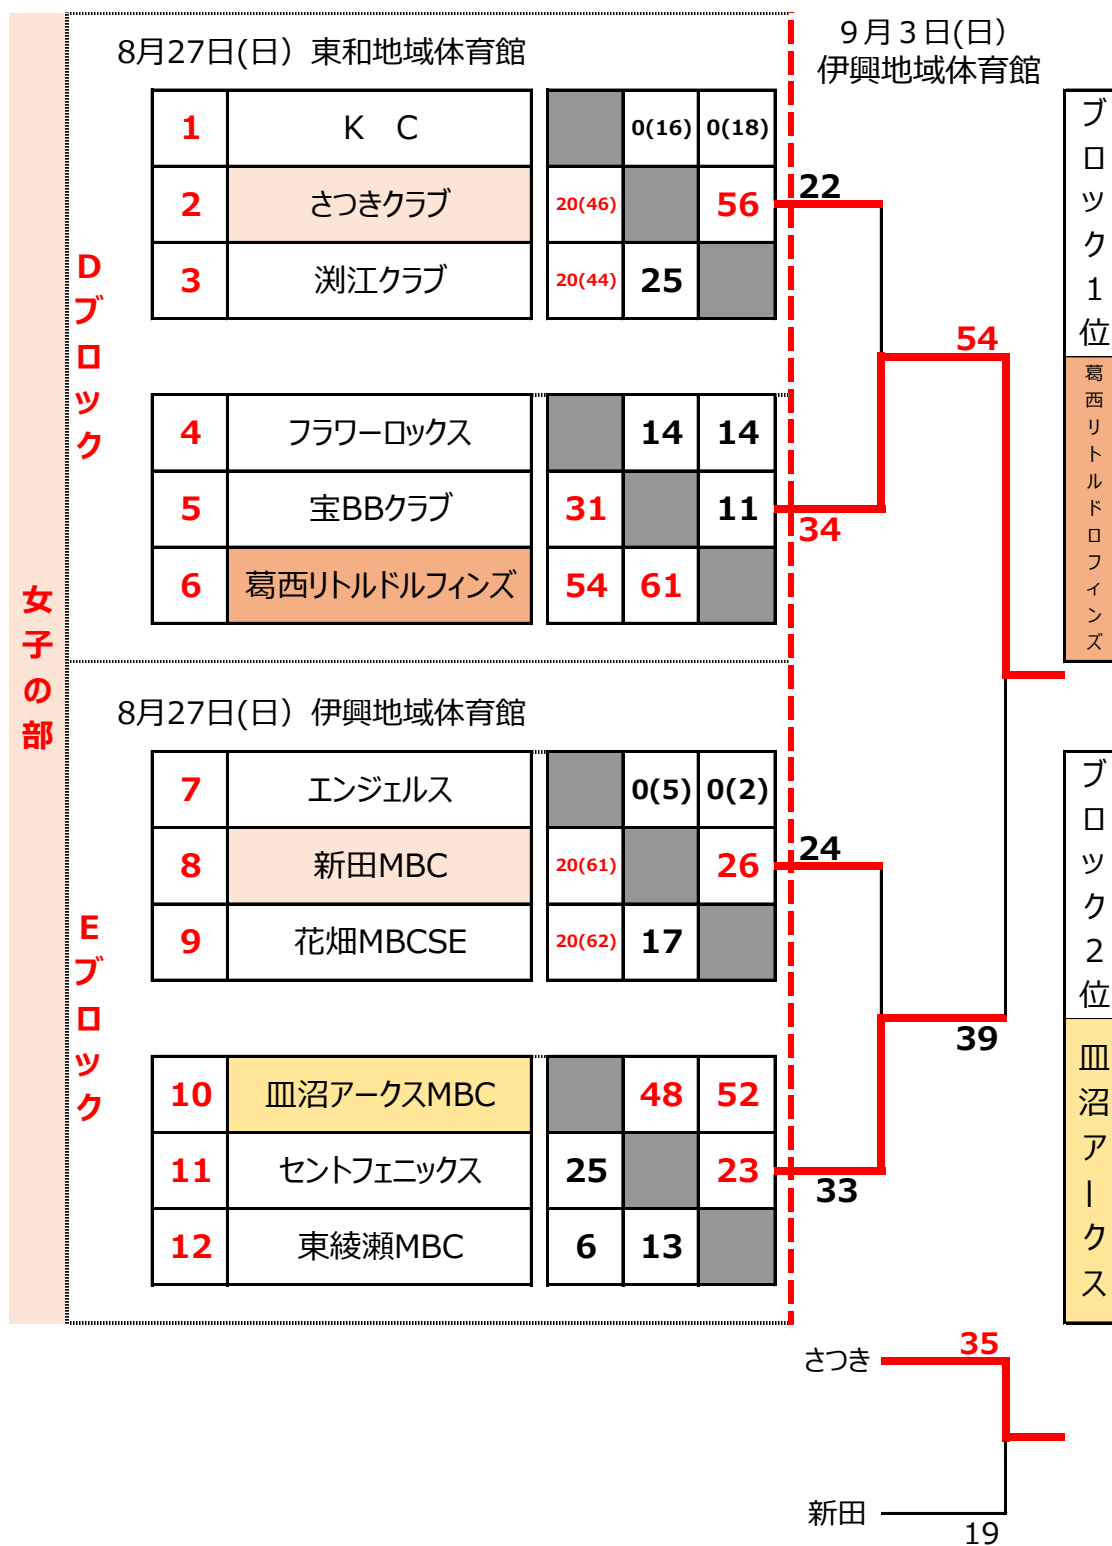 女子の部
8月27日(日) 東和地域体育館
9月3日(日)
伊興地域体育館
Dブロック
1 K C 0(16) 0(18)
2 さつきクラブ 20(46) 56
3 渕江クラブ 20(44) 25
22
4 フラワーロックス 14 14
5 宝BBクラブ 31 11
6 葛西リトルドルフィンズ 54 61
34
54
ブロック1位
葛西リトルドロフィンズ
8月27日(日) 伊興地域体育館
Eブロック
7 エンジェルス 0(5) 0(2)
8 新田MBC 20(61) 26
9 花畑MBCSE 20(62) 17
24
10 皿沼アークスMBC 48 52
11 セントフェニックス 25 23
12 東綾瀬MBC 6 13
33
39
ブロック2位
皿沼アークス
さつき 35
新田 19